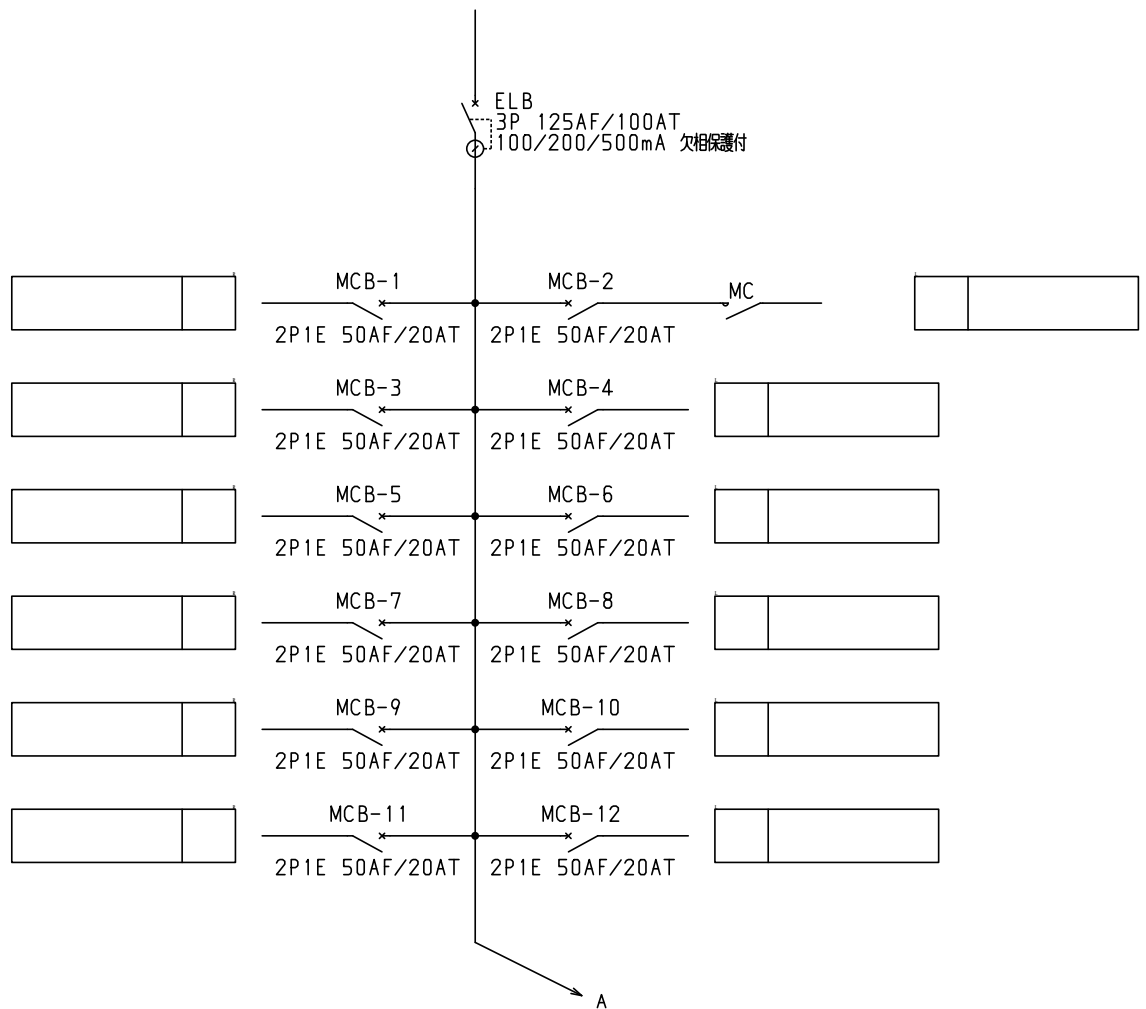 ELB
3P 125AF/100AT
100/200/500mA 欠相保護付
MCB-1
MCB-2
MC
2P1E 50AF/20AT
2P1E 50AF/20AT
MCB-3
MCB-4
2P1E 50AF/20AT
2P1E 50AF/20AT
MCB-5
MCB-6
2P1E 50AF/20AT
2P1E 50AF/20AT
MCB-7
MCB-8
2P1E 50AF/20AT
2P1E 50AF/20AT
MCB-9
MCB-10
2P1E 50AF/20AT
2P1E 50AF/20AT
MCB-11
MCB-12
2P1E 50AF/20AT
2P1E 50AF/20AT
A